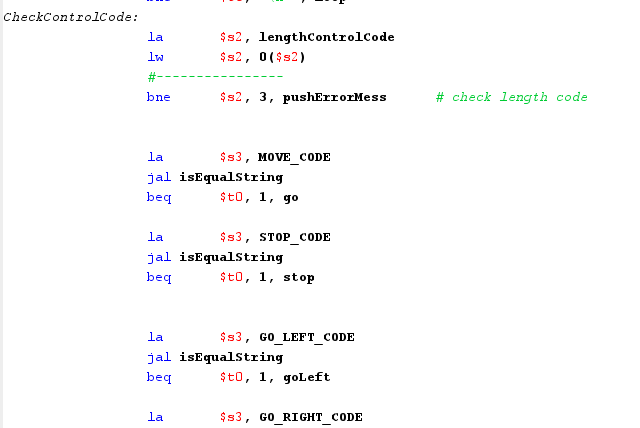 CheckControlCode:
la $s2, lengthControlCode
lw $s2, 0($s2)
#----------------
bne $s2, 3, pushErrorMess # check length code
la $s3, MOVE_CODE
jal isEqualString
beq $t0, 1, go
la $s3, STOP_CODE
jal isEqualString
beq $t0, 1, stop
la $s3, GO_LEFT_CODE
jal isEqualString
beq $t0, 1, goLeft
la $s3, GO_RIGHT_CODE